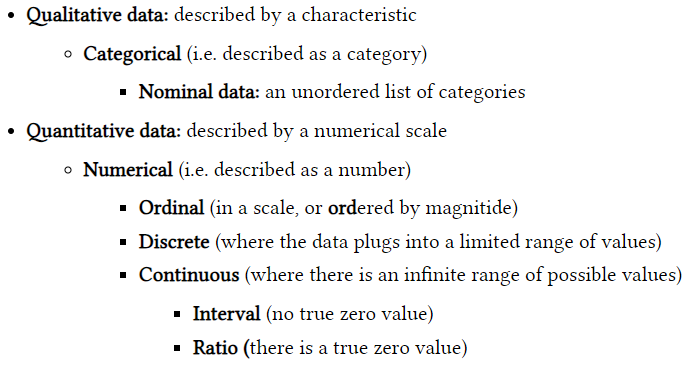 Qualitative data: described by a characteristic
Categorical (i.e. described as a category)
Nominal data: an unordered list of categories
Quantitative data: described by a numerical scale
Numerical (i.e. described as a number)
Ordinal (in a scale, or ordered by magnitide)
Discrete (where the data plugs into a limited range of values)
Continuous (where there is an infinite range of possible values)
Interval (no true zero value)
Ratio (there is a true zero value)